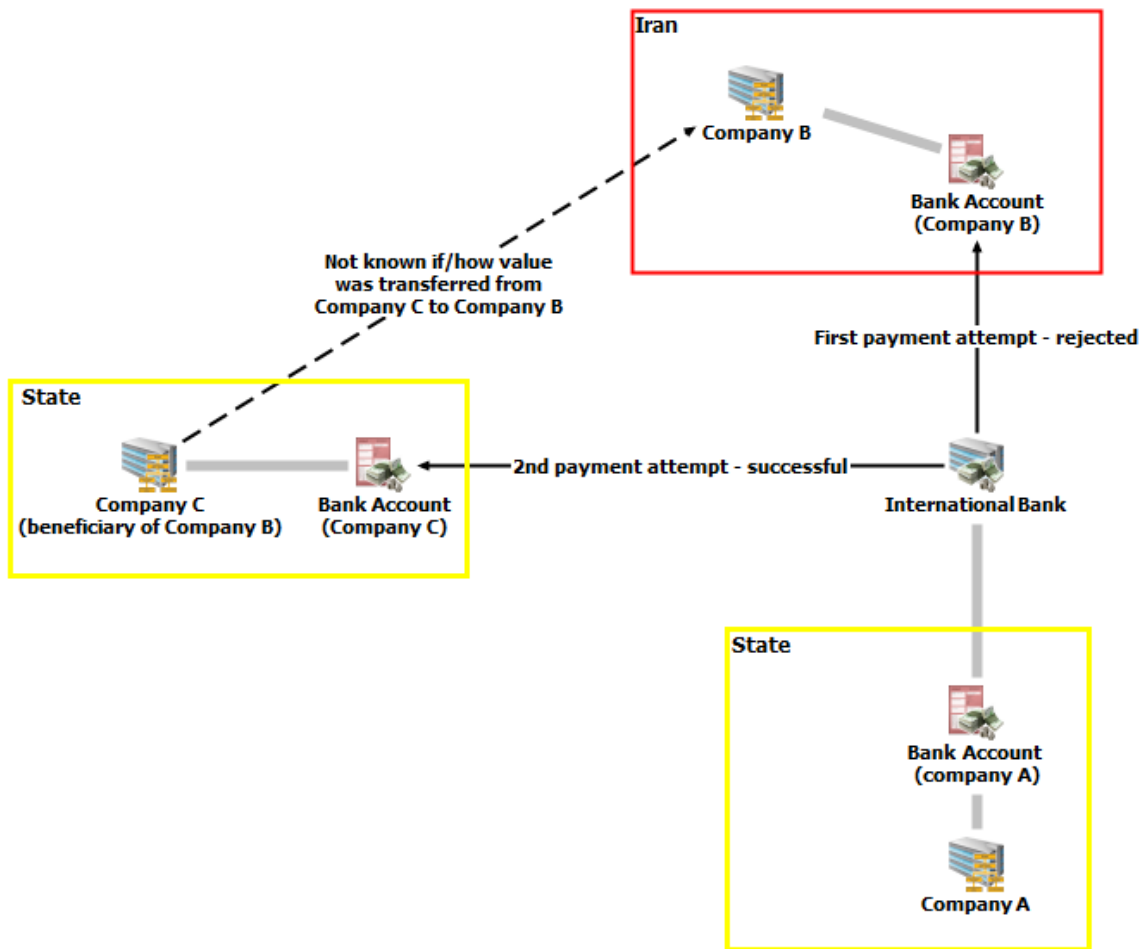 Iran
Company B
Bank Account
(Company B)
Not known if/how value
was transferred from
Company C to Company B
First payment attempt - rejected
State
Company C
(beneficiary of Company B)
Bank Account
(Company C)
2nd payment attempt - successful
International Bank
State
Bank Account
(company A)
Company A